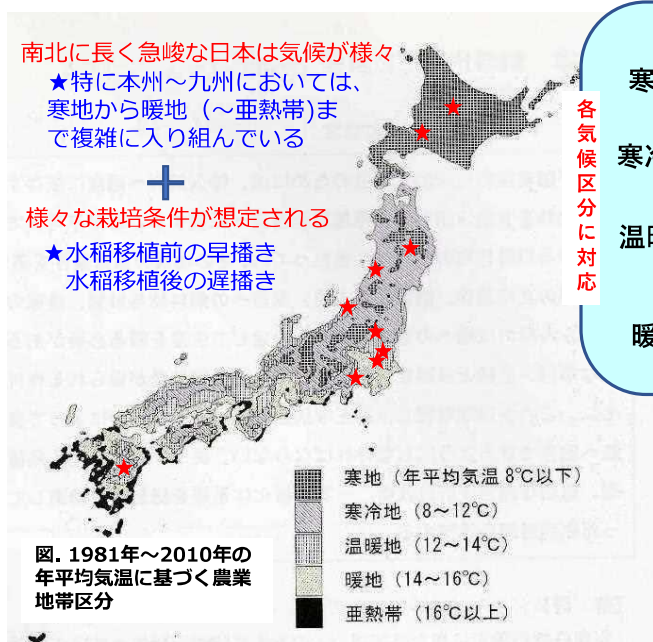 南北に長く急峻な日本は気候が様々
★特に本州～九州においては、
寒地から暖地（～亜熱帯)ま
で複雑に入り組んでいる
＋
様々な栽培条件が想定される
★水稲移植前の早播き
水稲移植後の遅播き
各気候区分に対応
寒
寒冷
温暖
暖
寒地（年平均気温 8℃以下）
寒冷地（8～12℃）
温暖地（12～14℃）
暖地（14～16℃）
亜熱帯（16℃以上）
図. 1981年～2010年の
年平均気温に基づく農業
地帯区分